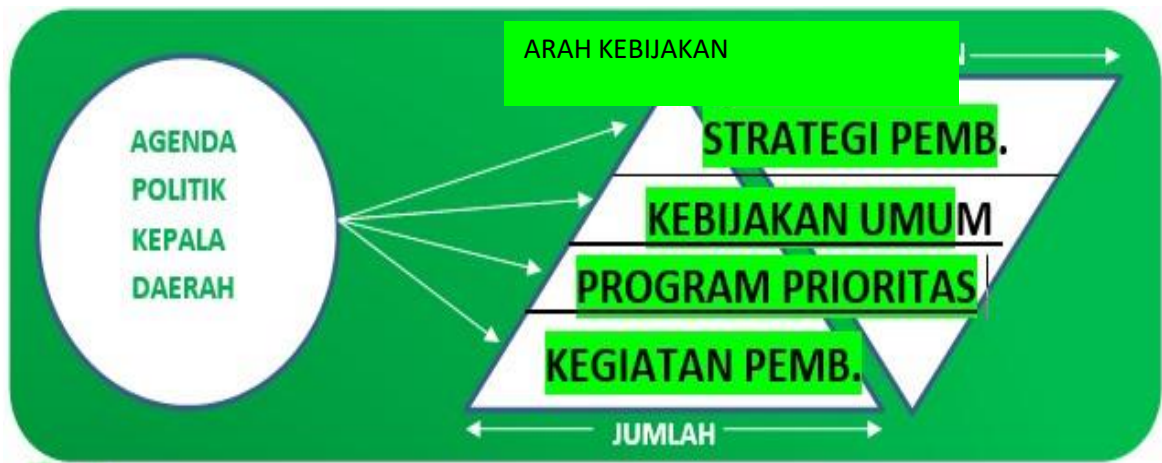 ARAH KEBIJAKAN
AGENDA
POLITIK
KEPALA
DAERAH
STRATEGI PEMB.
KEBIJAKAN UMUM
PROGRAM PRIORITAS
KEGIATAN PEMB.
JUMLAH